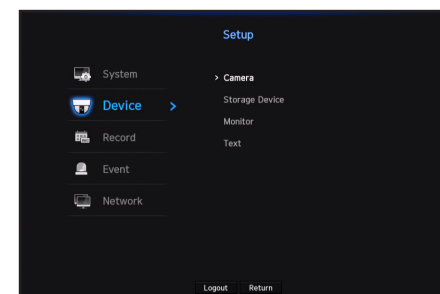 Setup
System
Device >
Record
Event
Network
> Camera
Storage Device
Monitor
Text
Logout Return